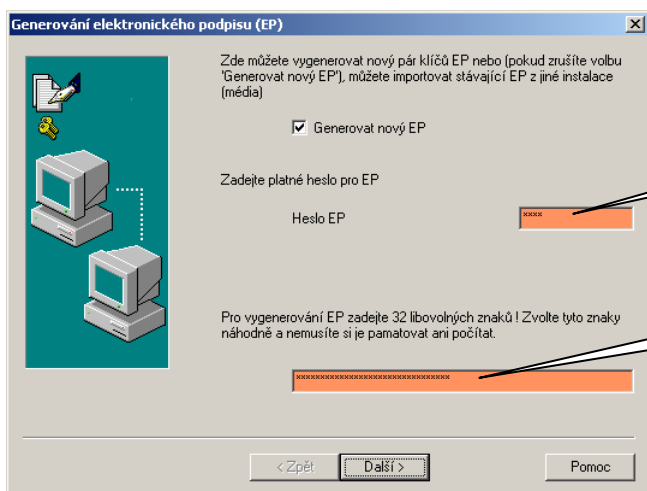 Generování elektronického podpisu (EP)
Zde můžete vygenerovat nový pár klíčů EP nebo (pokud zrušíte volbu
'Generovat nový EP'), můžete importovat stávající EP z jiné instalace
(média)
Generovat nový EP
Zadejte platné heslo pro EP
Heslo EP
xxxx
Pro vygenerování EP zadejte 32 libovolných znaků ! Zvolte tyto znaky
náhodně a nemusíte si je pamatovat ani počítat.
xxxxxxxxxxxxxxxxxxxxxxxxxxxxxxxx
< Zpět
Další >
Pomoc